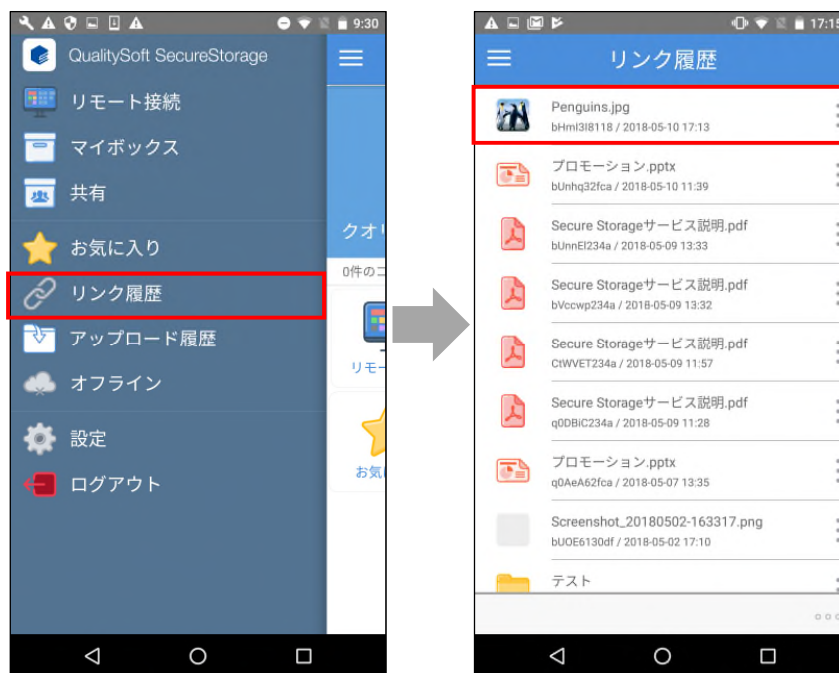 9:30
QualitySoft SecureStorage
リモート接続
マイボックス
共有
お気に入り
リンク履歴
アップロード履歴
オフライン
設定
ログアウト
クオリ
0件のコ
リモー
お気に
17:15
リンク履歴
Penguins.jpg
bHml3I8118 / 2018-05-10 17:13
プロモーション.pptx
bUnhq32fca / 2018-05-10 11:39
Secure Storageサービス説明.pdf
bUnnEl234a / 2018-05-09 13:33
Secure Storageサービス説明.pdf
bVccwp234a / 2018-05-09 13:32
Secure Storageサービス説明.pdf
CtWVET234a / 2018-05-09 11:57
Secure Storageサービス説明.pdf
q0DBiC234a / 2018-05-09 11:28
プロモーション.pptx
q0AeA62fca / 2018-05-07 13:35
Screenshot_20180502-163317.png
bUOE6130df / 2018-05-02 17:10
テスト